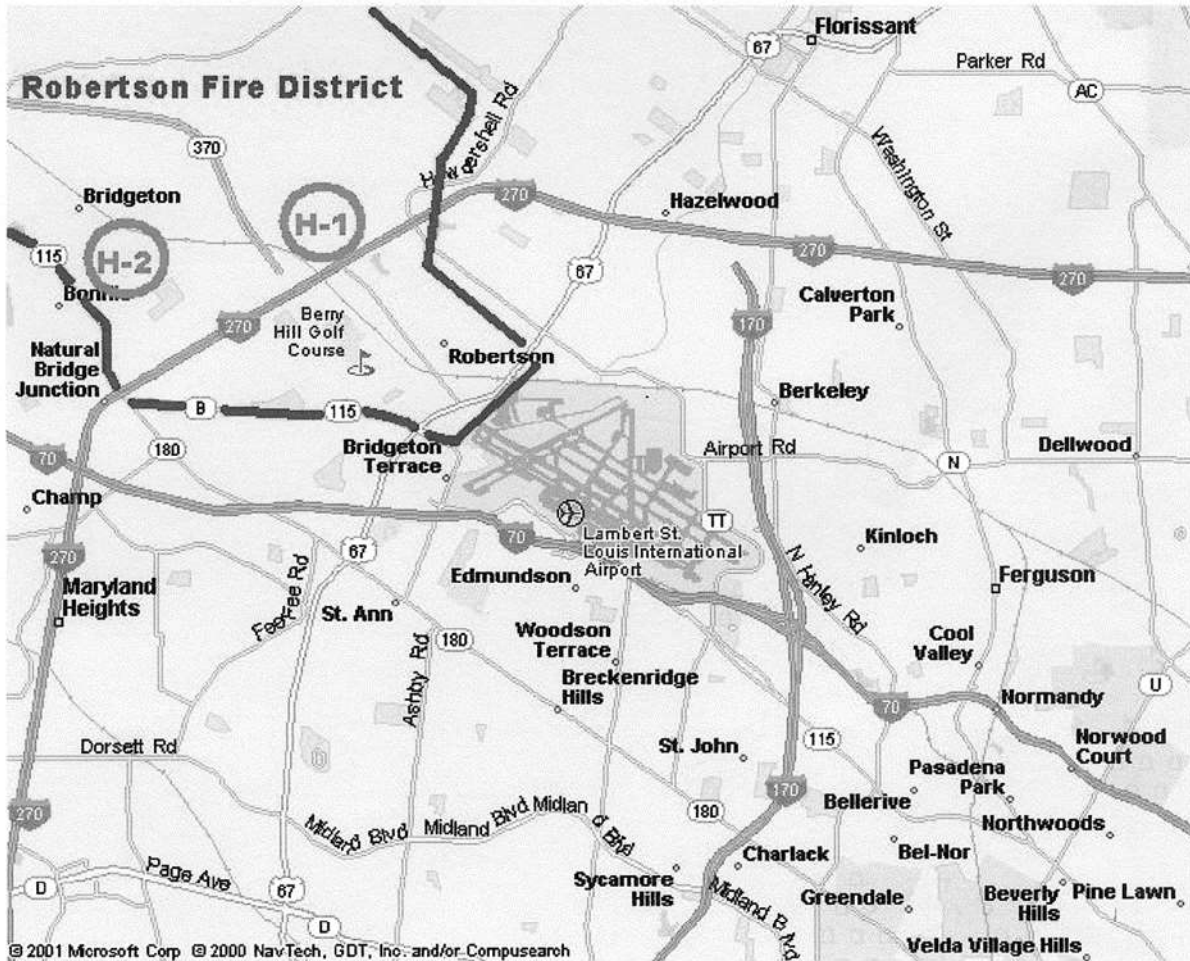 Florissant
67
Parker Rd
Robertson Fire District
AC
Howdershell Rd
370
Washington St
Bridgeton
270
Hazelwood
H-1
115
H-2
67
270
270
Bonnie
Calverton
Park
Berry
Hill Golf
Course
270
170
Natural
Bridge
Junction
Robertson
Berkeley
B
115
180
Bridgeton
Terrace
Airport Rd
N
Dellwood
70
Champ
TT
67
70
Lambert St.
Louis International
Airport
Kinloch
270
Maryland
Heights
Edmundson
N Hanley Rd
Ferguson
Fee Fee Rd
St. Ann
180
Woodson
Terrace
Cool
Valley
Ashby Rd
Breckenridge
Hills
70
Normandy
U
Dorsett Rd
St. John
115
Norwood
Court
Pasadena
Park
170
Bellerive
270
180
Northwoods
Midland Blvd
Midland Blvd
Midland Blvd
Charlack
Bel-Nor
Page Ave
Sycamore
Hills
Midland Blvd
Greendale
Beverly
Hills
Pine Lawn
D
67
D
Velda Village Hills
© 2001 Microsoft Corp © 2000 NavTech, GDT, Inc. and/or Compusearch